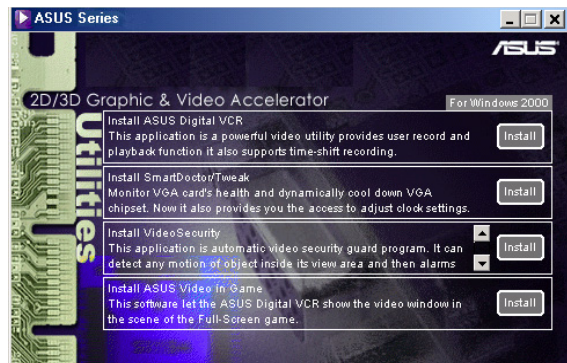 ASUS Series
ASUS
2D/3D Graphic & Video Accelerator
For Windows 2000
Utilities
Install ASUS Digital VCR
This application is a powerful video utility provides user record and
playback function it also supports time-shift recording.
Install
Install SmartDoctor/Tweak
Monitor VGA card's health and dynamically cool down VGA
chipset. Now it also provides you the access to adjust clock settings.
Install
Install VideoSecurity
This application is automatic video security guard program. It can
detect any motion of object inside its view area and then alarms
Install
Install ASUS Video in Game
This software let the ASUS Digital VCR show the video window in
the scene of the Full-Screen game.
Install